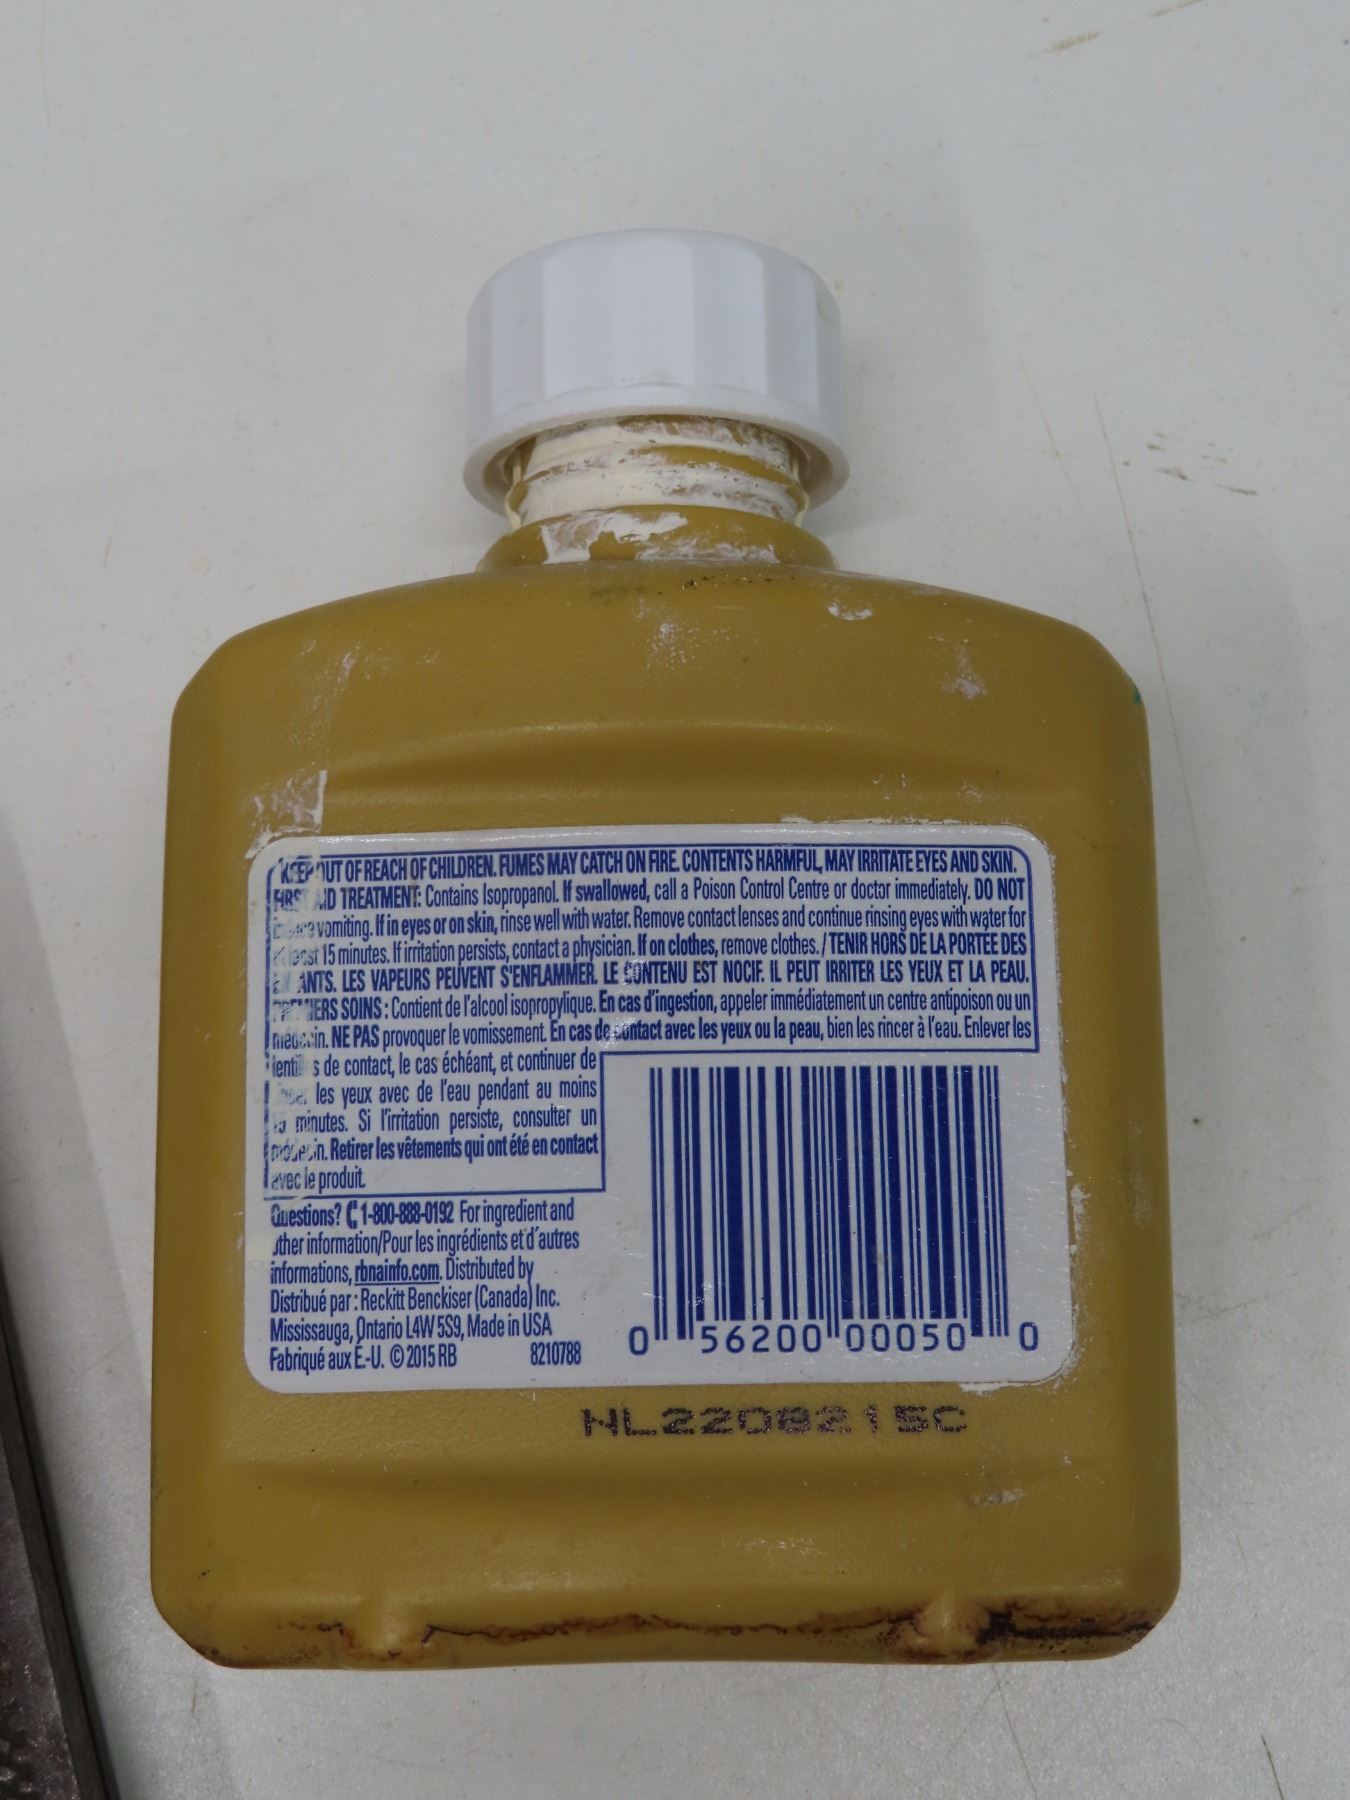 KEEP OUT OF REACH OF CHILDREN. FUMES MAY CATCH ON FIRE. CONTENTS HARMFUL, MAY IRRITATE EYES AND SKIN.
FIRST AID TREATMENT: Contains Isopropanol. If swallowed, call a Poison Control Centre or doctor immediately. DO NOT
vomiting. If in eyes or on skin, rinse well with water. Remove contact lenses and continue rinsing eyes with water for
at least 15 minutes. If irritation persists, contact a physician. If on clothes, remove clothes. / TENIR HORS DE LA PORTÉE DES
ENFANTS. LES VAPEURS PEUVENT S'ENFLAMMER. LE CONTENU EST NOCIF. IL PEUT IRRITER LES YEUX ET LA PEAU.
PREMIERS SOINS : Contient de l'alcool isopropylique. En cas d'ingestion, appeler immédiatement un centre antipoison ou un
médecin. NE PAS provoquer le vomissement. En cas de contact avec les yeux ou la peau, bien les rincer à l'eau. Enlever les
lentilles de contact, le cas échéant, et continuer de
les yeux avec de l'eau pendant au moins
15 minutes. Si l'irritation persiste, consulter un
médecin. Retirer les vêtements qui ont été en contact
avec le produit.
Questions? 1-800-888-0192 For ingredient and
other information/Pour les ingrédients et d'autres
informations, rbnainfo.com. Distributed by
Distribué par : Reckitt Benckiser (Canada) Inc.
Mississauga, Ontario L4W 5S9, Made in USA
Fabriqué aux É.-U. © 2015 RB 8210788
0 56200 00050 0
NL2208215C